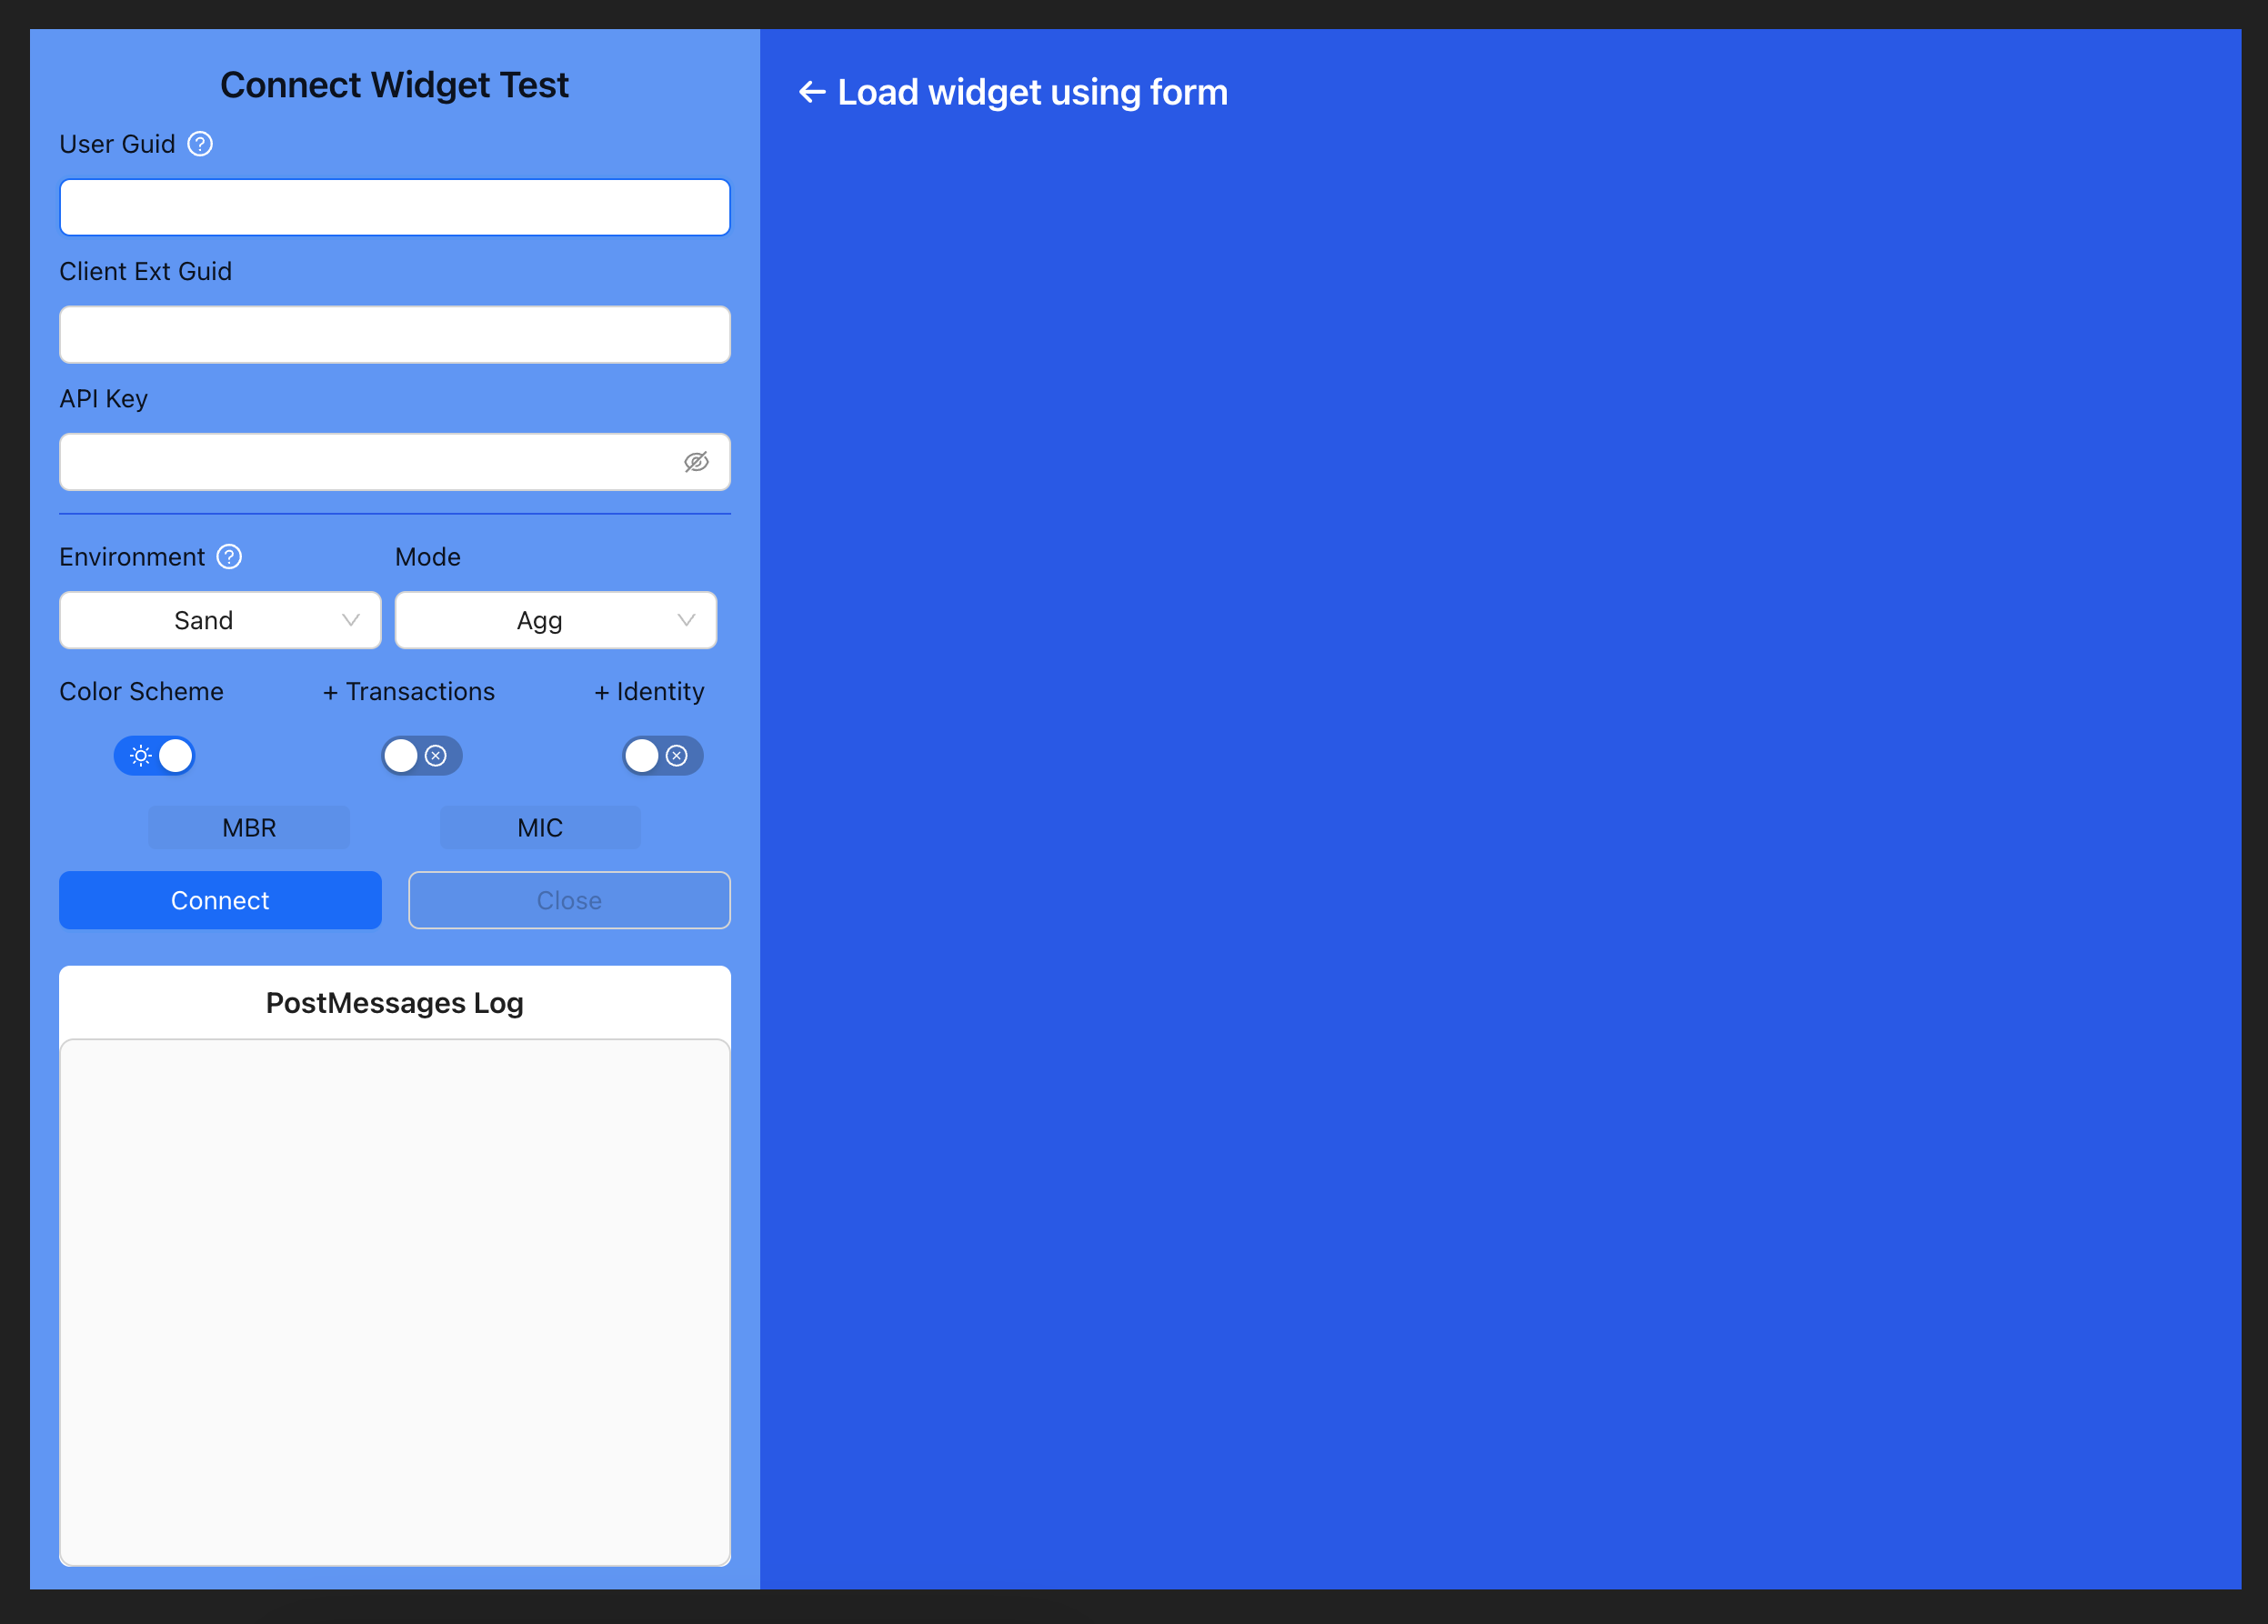 Connect Widget Test
← Load widget using form
User Guid ?
Client Ext Guid
API Key
Environment ? Mode
Sand Agg
Color Scheme + Transactions + Identity
MBR MIC
Connect Close
PostMessages Log